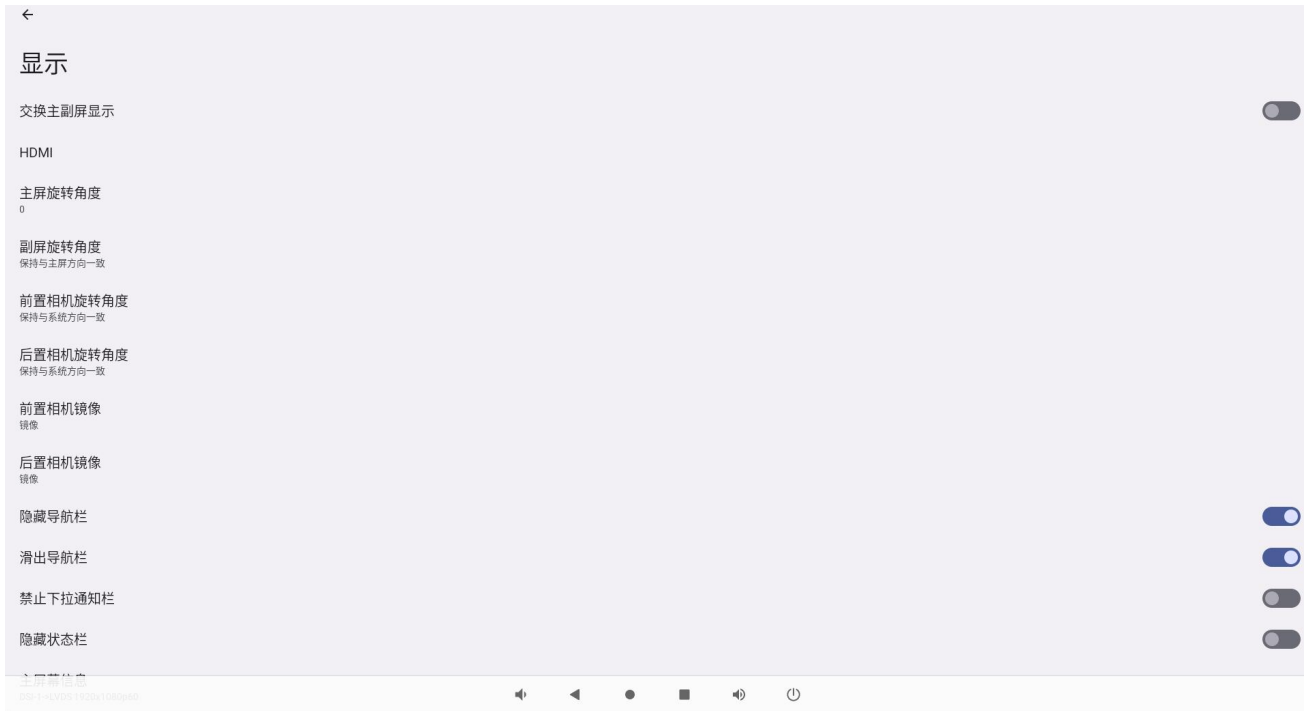 显示
交换主副屏显示
HDMI
主屏旋转角度
0
副屏旋转角度
保持与主屏方向一致
前置相机旋转角度
保持与系统方向一致
后置相机旋转角度
保持与系统方向一致
前置相机镜像
镜像
后置相机镜像
镜像
隐藏导航栏
滑出导航栏
禁止下拉通知栏
隐藏状态栏
主屏幕信息